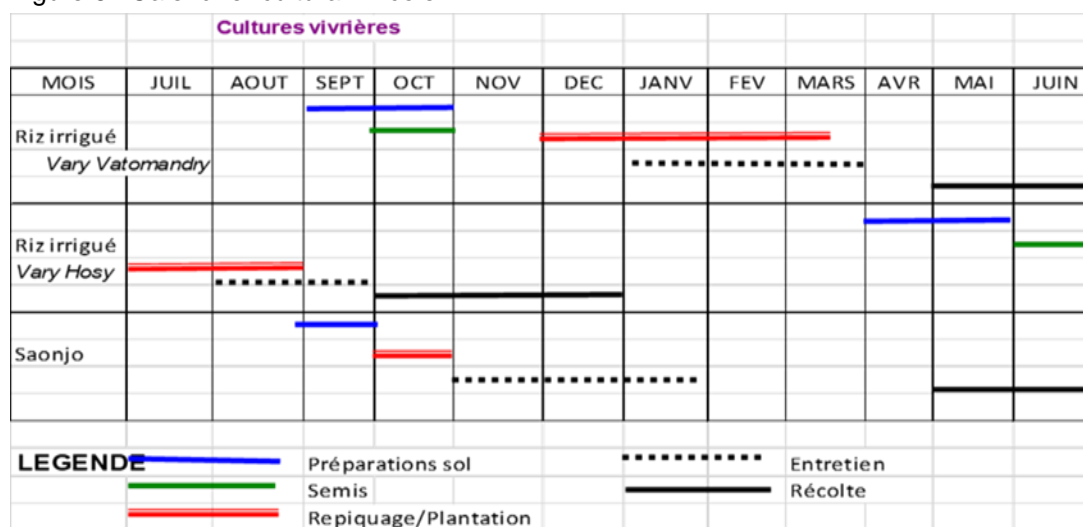 Cultures vivrières
MOIS JUIL AOUT SEPT OCT NOV DEC JANV FEV MARS AVR MAI JUIN
Riz irrigué
Vary Vatomandry
Riz irrigué
Vary Hosy
Saonjo
LEGENDE Préparations sol Entretien
Semis Récolte
Repiquage/Plantation